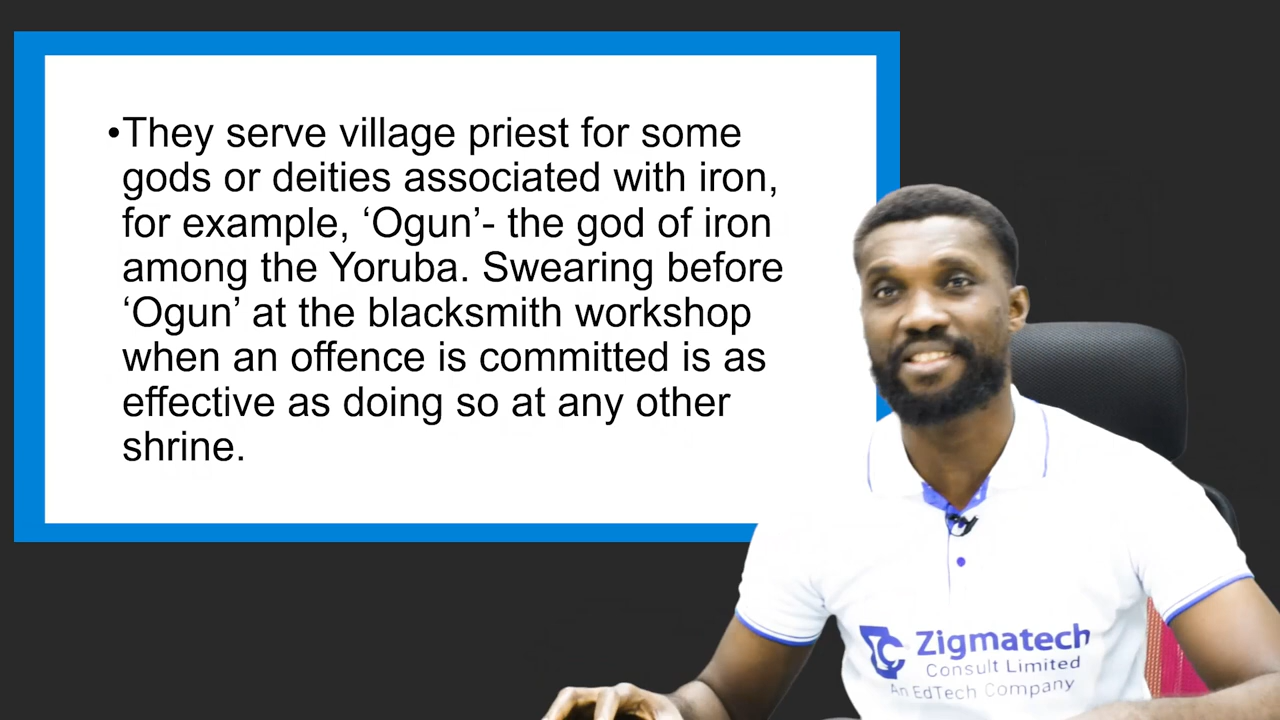 •They serve village priest for some
gods or deities associated with iron,
for example, ‘Ogun’- the god of iron
among the Yoruba. Swearing before
‘Ogun’ at the blacksmith workshop
when an offence is committed is as
effective as doing so at any other
shrine.
Zigmatech
Consult Limited
An EdTech Company